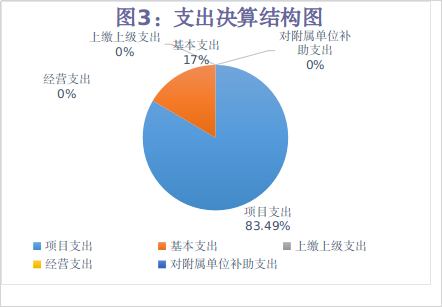 图3：支出决算结构图
上缴上级支出
0%
基本支出
17%
对附属单位补
助支出
0%
经营支出
0%
项目支出
83.49%
项目支出
基本支出
上缴上级支出
经营支出
对附属单位补助支出